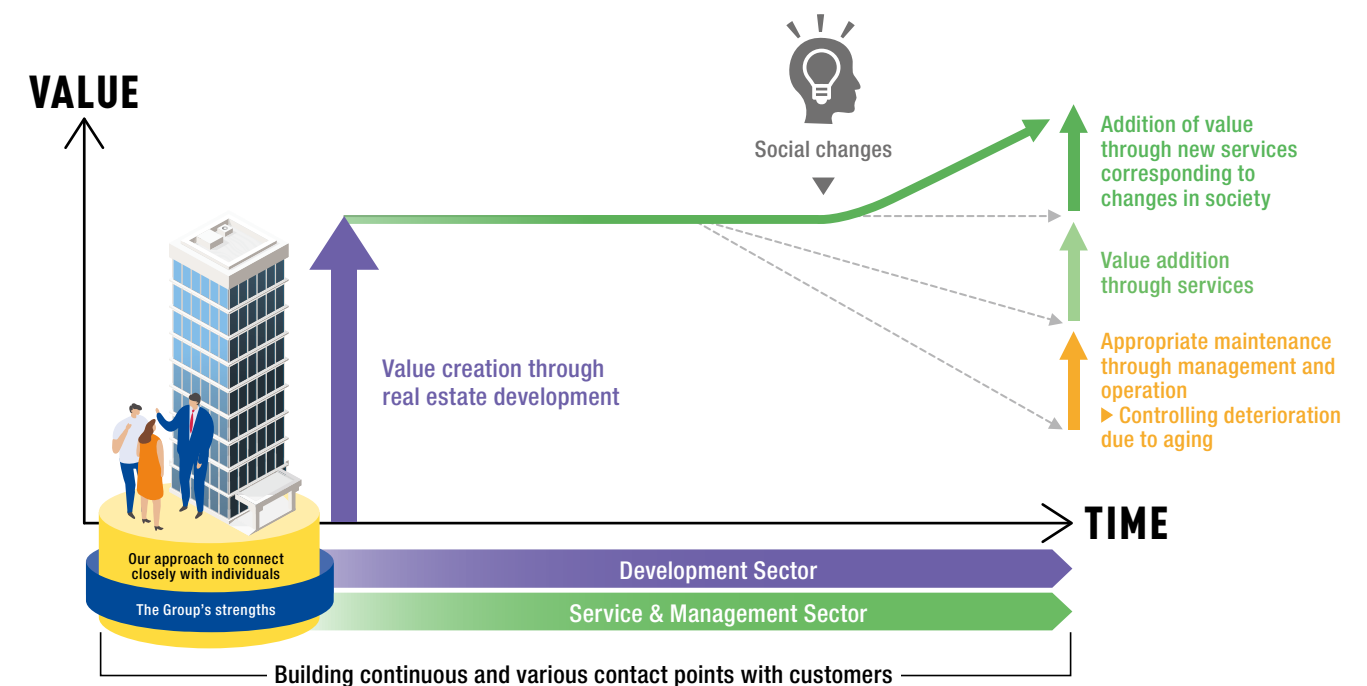 VALUE
Social changes
Addition of value
through new services
corresponding to
changes in society
Value addition
through services
Appropriate maintenance
through management and
operation
▶ Controlling deterioration
due to aging
Value creation through
real estate development
TIME
Our approach to connect
closely with individuals
The Group's strengths
Development Sector
Service & Management Sector
Building continuous and various contact points with customers